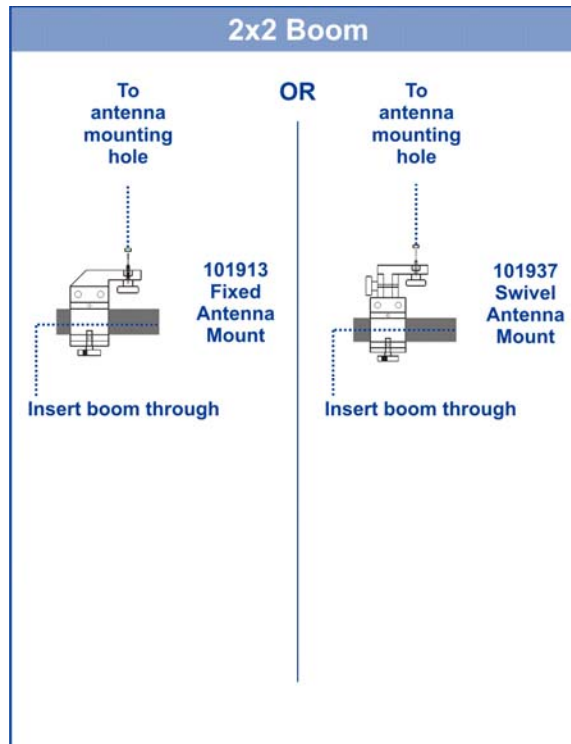 2x2 Boom
To
antenna
mounting
hole
101913
Fixed
Antenna
Mount
Insert boom through
OR
To
antenna
mounting
hole
101937
Swivel
Antenna
Mount
Insert boom through